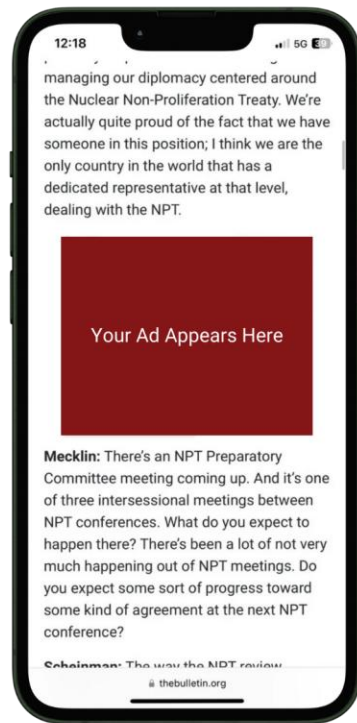 12:18
5G 30
managing our diplomacy centered around
the Nuclear Non-Proliferation Treaty. We're
actually quite proud of the fact that we have
someone in this position; I think we are the
only country in the world that has a
dedicated representative at that level,
dealing with the NPT.
Your Ad Appears Here
Mecklin: There's an NPT Preparatory
Committee meeting coming up. And it's one
of three intersessional meetings between
NPT conferences. What do you expect to
happen there? There's been a lot of not very
much happening out of NPT meetings. Do
you expect some sort of progress toward
some kind of agreement at the next NPT
conference?
Scheinman: The way the NPT review
thebulletin.org